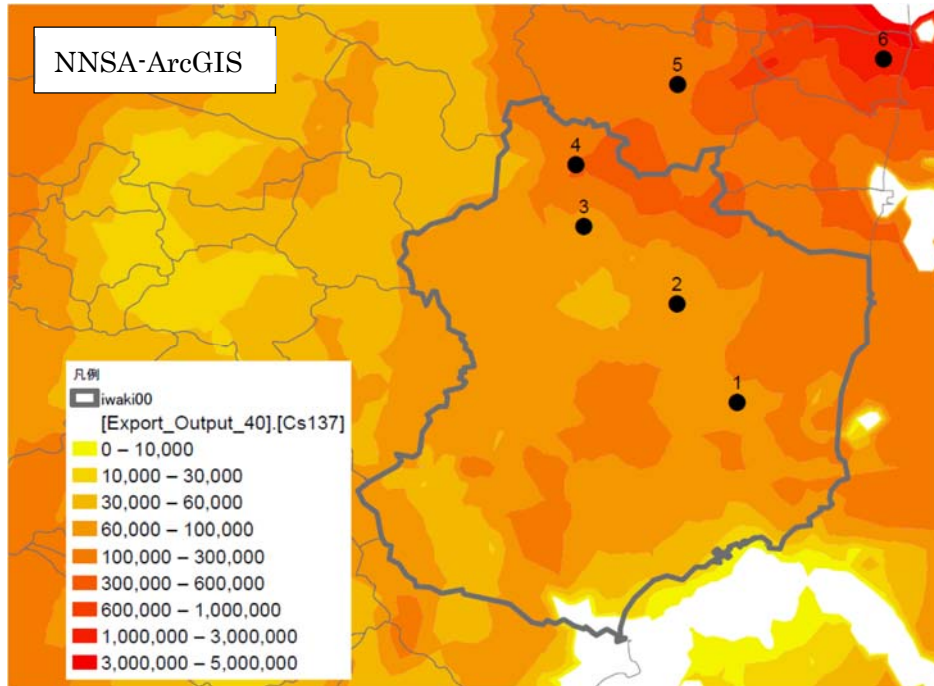 NNSA-ArcGIS
6
5
4
3
2
1
凡例
iwaki00
[Export_Output_40].[Cs137]
0 – 10,000
10,000 – 30,000
30,000 – 60,000
60,000 – 100,000
100,000 – 300,000
300,000 – 600,000
600,000 – 1,000,000
1,000,000 – 3,000,000
3,000,000 – 5,000,000